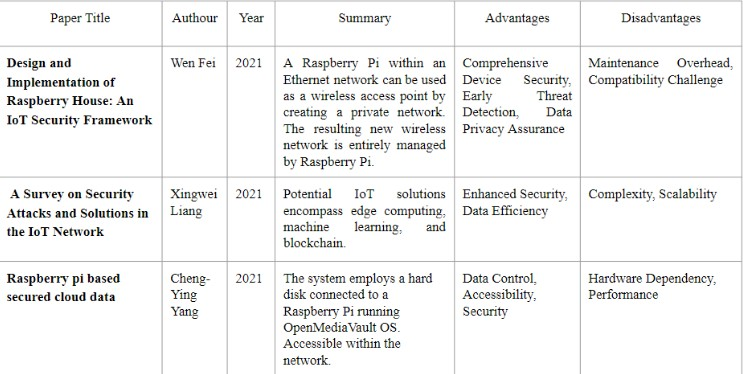 Paper Title Authour Year Summary Advantages Disadvantages
Design and
Implementation of
Raspberry House: An
IoT Security Framework
Wen Fei
2021
A Raspberry Pi within an
Ethernet network can be used
as a wireless access point by
creating a private network.
The resulting new wireless
network is entirely managed
by Raspberry Pi.
Comprehensive
Device Security,
Early Threat
Detection, Data
Privacy Assurance
Maintenance Overhead,
Compatibility Challenge
A Survey on Security
Attacks and Solutions in
the IoT Network
Xingwei
Liang
2021
Potential IoT solutions
encompass edge computing,
machine learning, and
blockchain.
Enhanced Security,
Data Efficiency
Complexity, Scalability
Raspberry pi based
secured cloud data
Cheng-
Ying
Yang
2021
The system employs a hard
disk connected to a
Raspberry Pi running
OpenMediaVault OS.
Accessible within the
network.
Data Control,
Accessibility,
Security
Hardware Dependency,
Performance